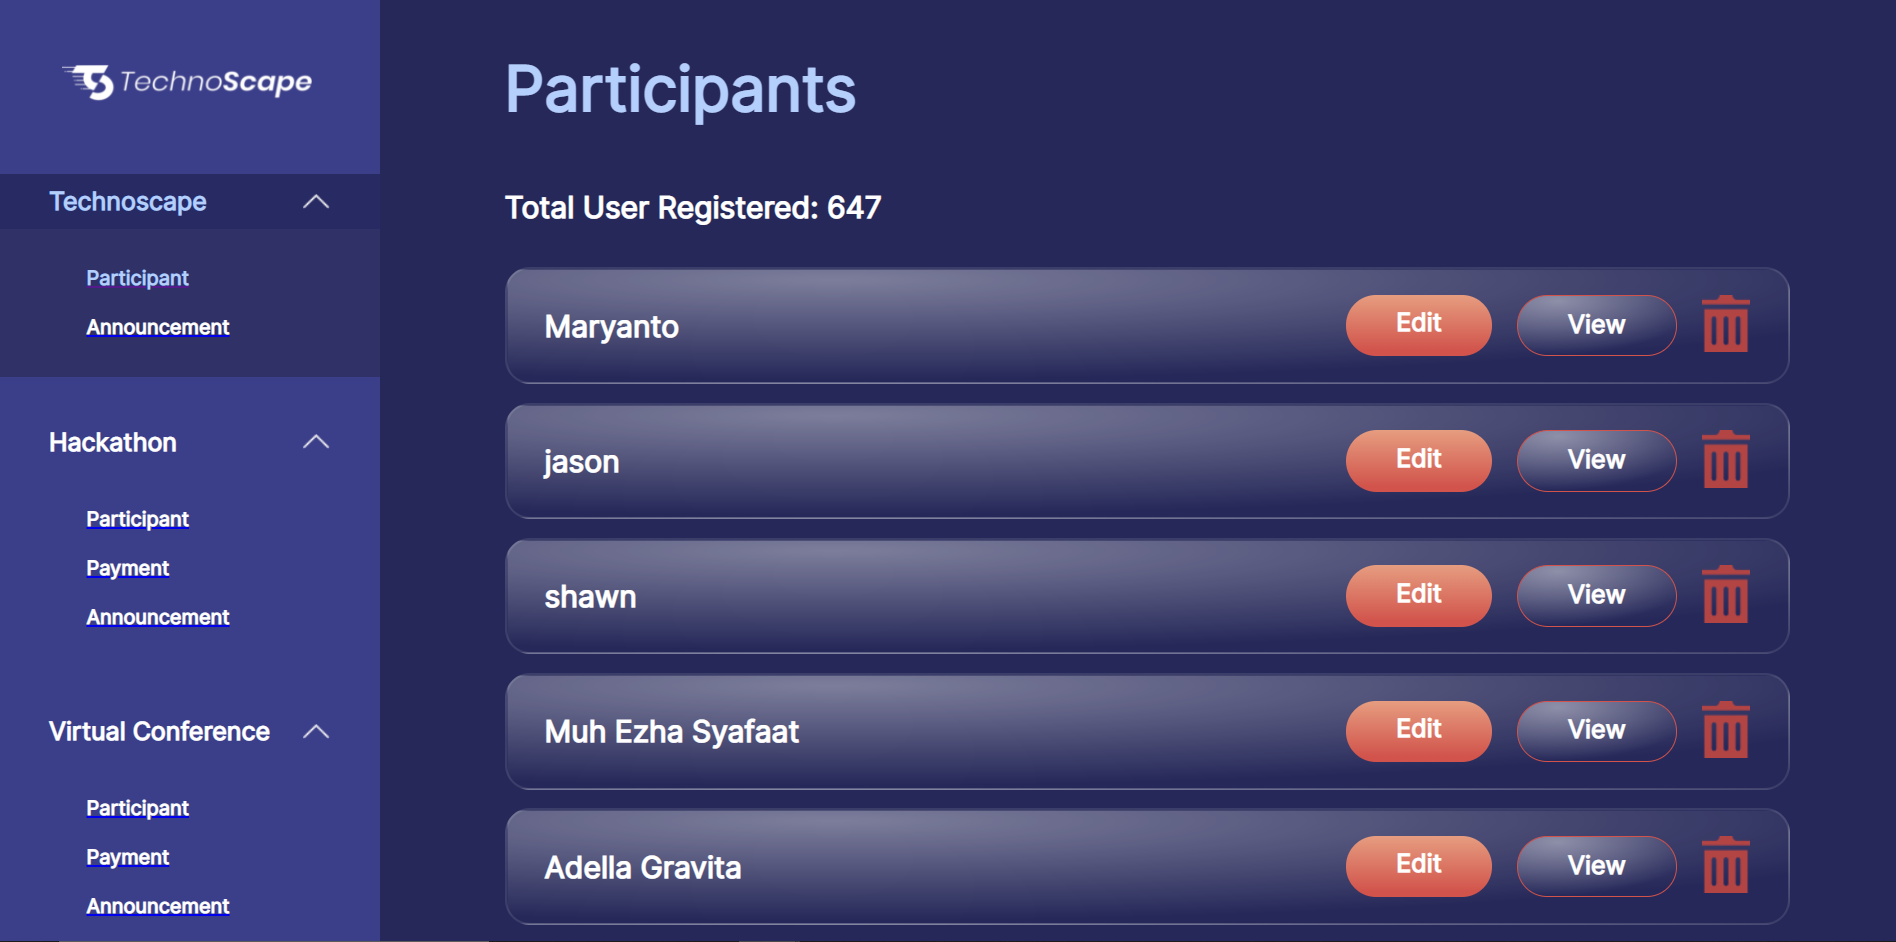 TechnoScape
Technoscape
Participant
Announcement
Hackathon
Participant
Payment
Announcement
Virtual Conference
Participant
Payment
Announcement
Participants
Total User Registered: 647
Maryanto Edit View
jason Edit View
shawn Edit View
Muh Ezha Syafaat Edit View
Adella Gravita Edit View